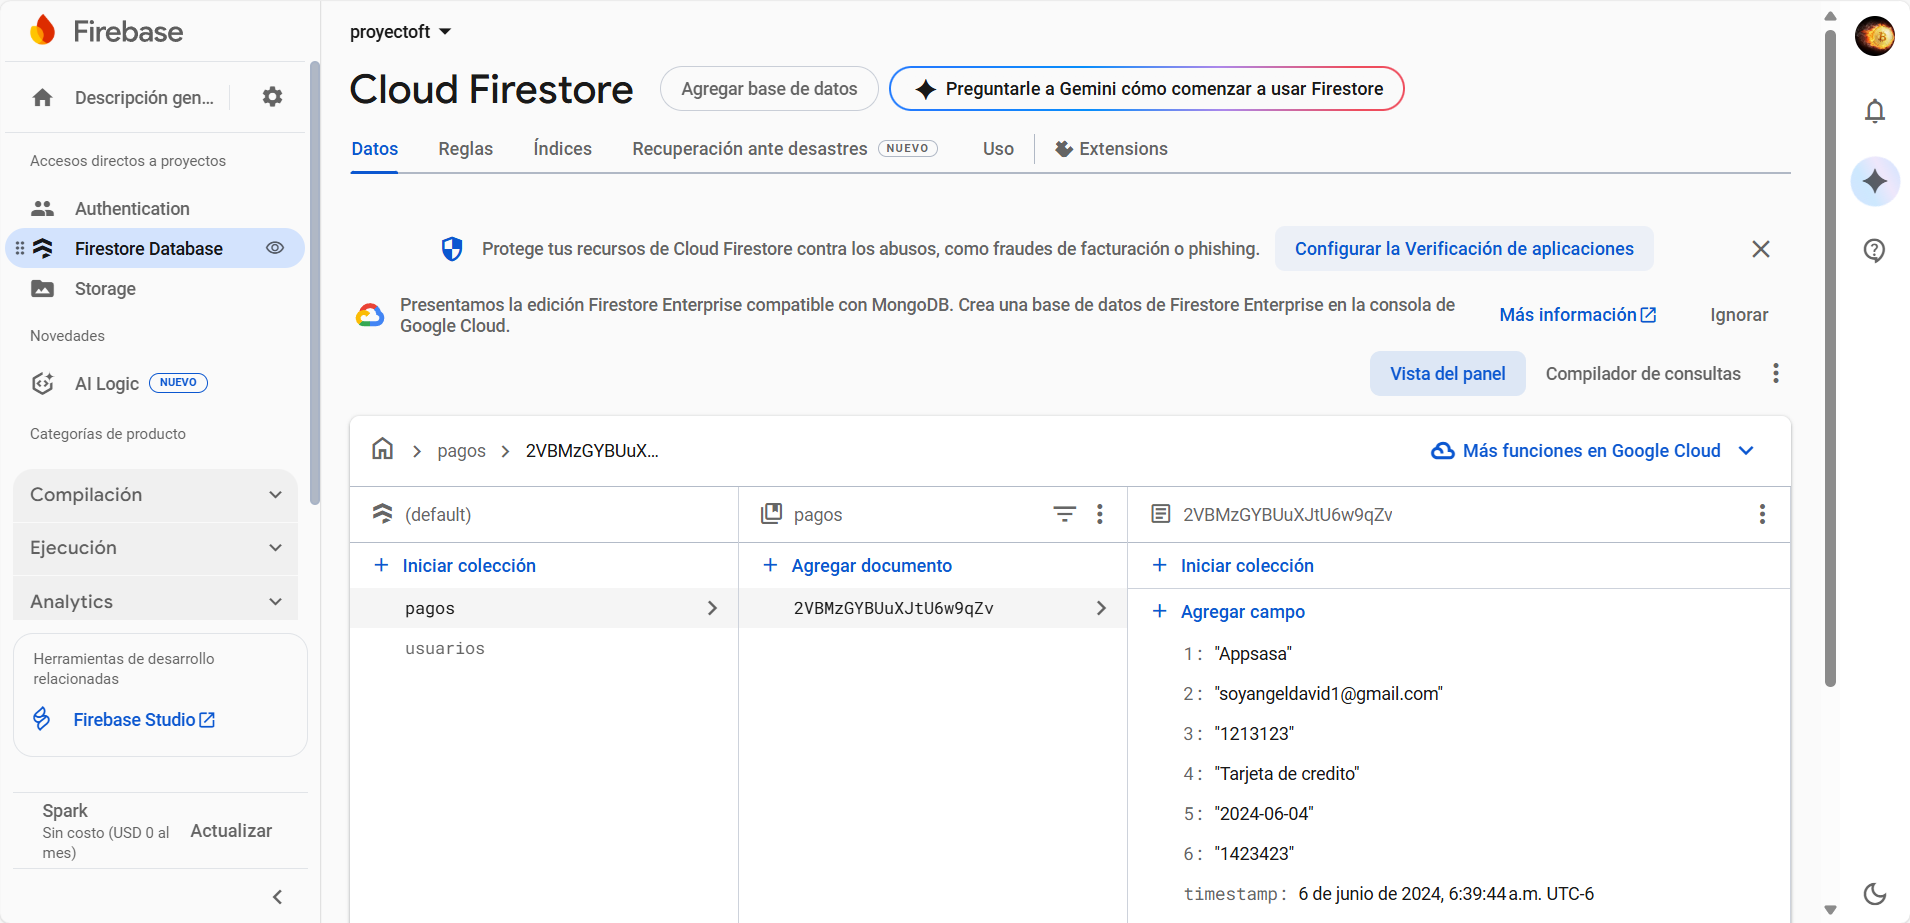 Firebase
Descripción gen...
Accesos directos a proyectos
Authentication
Firestore Database
Storage
Novedades
AI Logic NUEVO
Categorías de producto
Compilación
Ejecución
Analytics
Herramientas de desarrollo
relacionadas
Firebase Studio
Spark
Sin costo (USD 0 al
mes)
Actualizar
proyectoft
Cloud Firestore
Agregar base de datos
Preguntarle a Gemini cómo comenzar a usar Firestore
Datos
Reglas
Índices
Recuperación ante desastres NUEVO
Uso
Extensions
Protege tus recursos de Cloud Firestore contra los abusos, como fraudes de facturación o phishing.
Configurar la Verificación de aplicaciones
Presentamos la edición Firestore Enterprise compatible con MongoDB. Crea una base de datos de Firestore Enterprise en la consola de
Google Cloud.
Más información
Ignorar
Vista del panel
Compilador de consultas
pagos
2VBMzGYBUuX...
Más funciones en Google Cloud
(default)
Iniciar colección
pagos
usuarios
pagos
Agregar documento
2VBMzGYBUuXJtU6w9qZv
2VBMzGYBUuXJtU6w9qZv
Iniciar colección
Agregar campo
1: "Appsasa"
2: "soyangeldavid1@gmail.com"
3: "1213123"
4: "Tarjeta de credito"
5: "2024-06-04"
6: "1423423"
timestamp: 6 de junio de 2024, 6:39:44 a.m. UTC-6